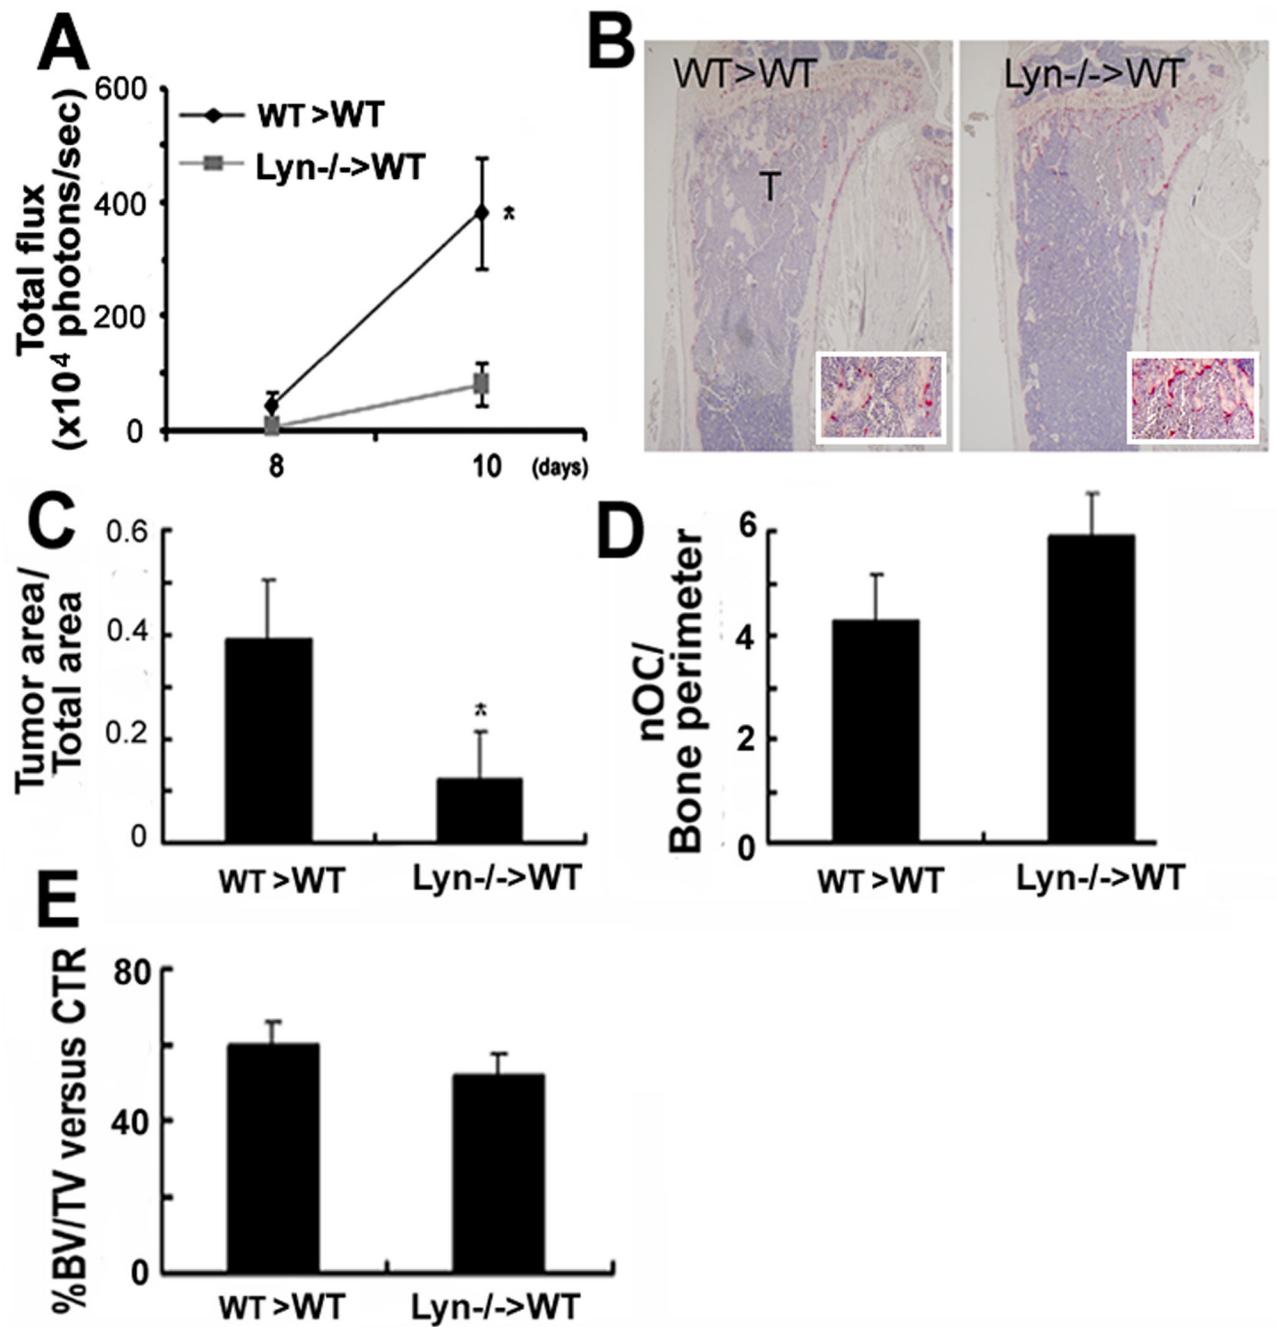 A
600
400
200
0
Total flux
(x10⁴ photons/sec)
WT >WT
Lyn-/->WT
*
8
10
(days)
B
WT>WT
T
Lyn-/->WT
C
0.6
0.4
0.2
0
Tumor area/
Total area
*
WT >WT
Lyn-/->WT
D
6
4
2
0
nOC/
Bone perimeter
WT >WT
Lyn-/->WT
E
80
40
0
%BV/TV versus CTR
WT >WT
Lyn-/->WT